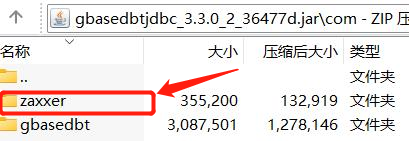 gbasedbtjdbc_3.3.0_2_36477d.jar\com - ZIP 压
名称 大小 压缩后大小 类型
.. 文件夹
zaxxer 355,200 132,919 文件夹
gbasedbt 3,087,501 1,278,146 文件夹